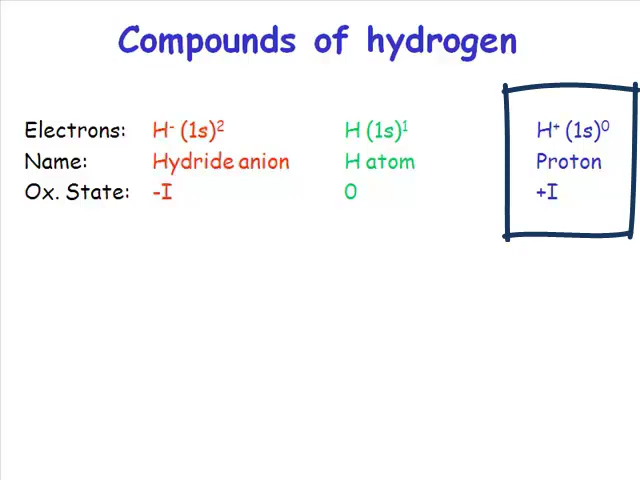 Compounds of hydrogen
Electrons: H⁻ (1s)² H (1s)¹ H⁺ (1s)⁰
Name: Hydride anion H atom Proton
Ox. State: -I 0 +I